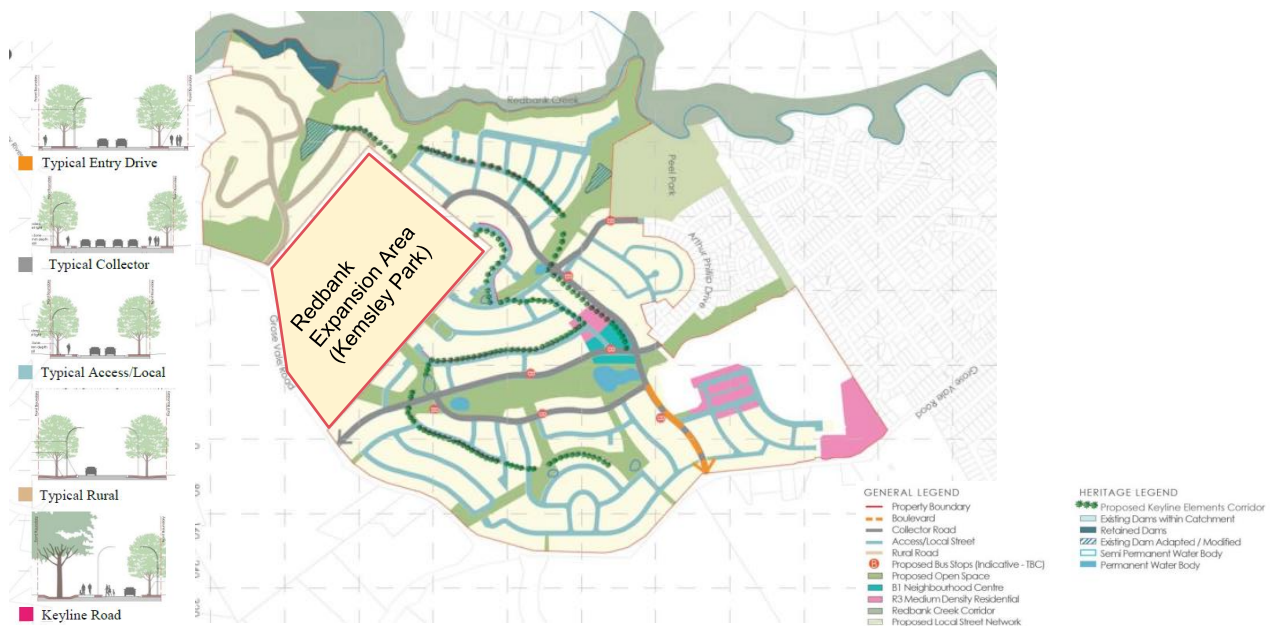 Typical Entry Drive
Typical Collector
Typical Access/Local
Typical Rural
Keyline Road
Redbank Creek
Peel Park
Arthur Phillip Drive
Redbank
Expansion Area
(Kemsley Park)
Grose Vale Road
Grose Vale Road
GENERAL LEGEND
Property Boundary
Boulevard
Collector Road
Access/Local Street
Rural Road
B Proposed Bus Stops (Indicative - TBC)
Proposed Open Space
B1 Neighbourhood Centre
R3 Medium Density Residential
Redbank Creek Corridor
Proposed Local Street Network
HERITAGE LEGEND
Proposed Keyline Elements Corridor
Existing Dams within Catchment
Retained Dams
Existing Dam Adapted / Modified
Semi Permanent Water Body
Permanent Water Body